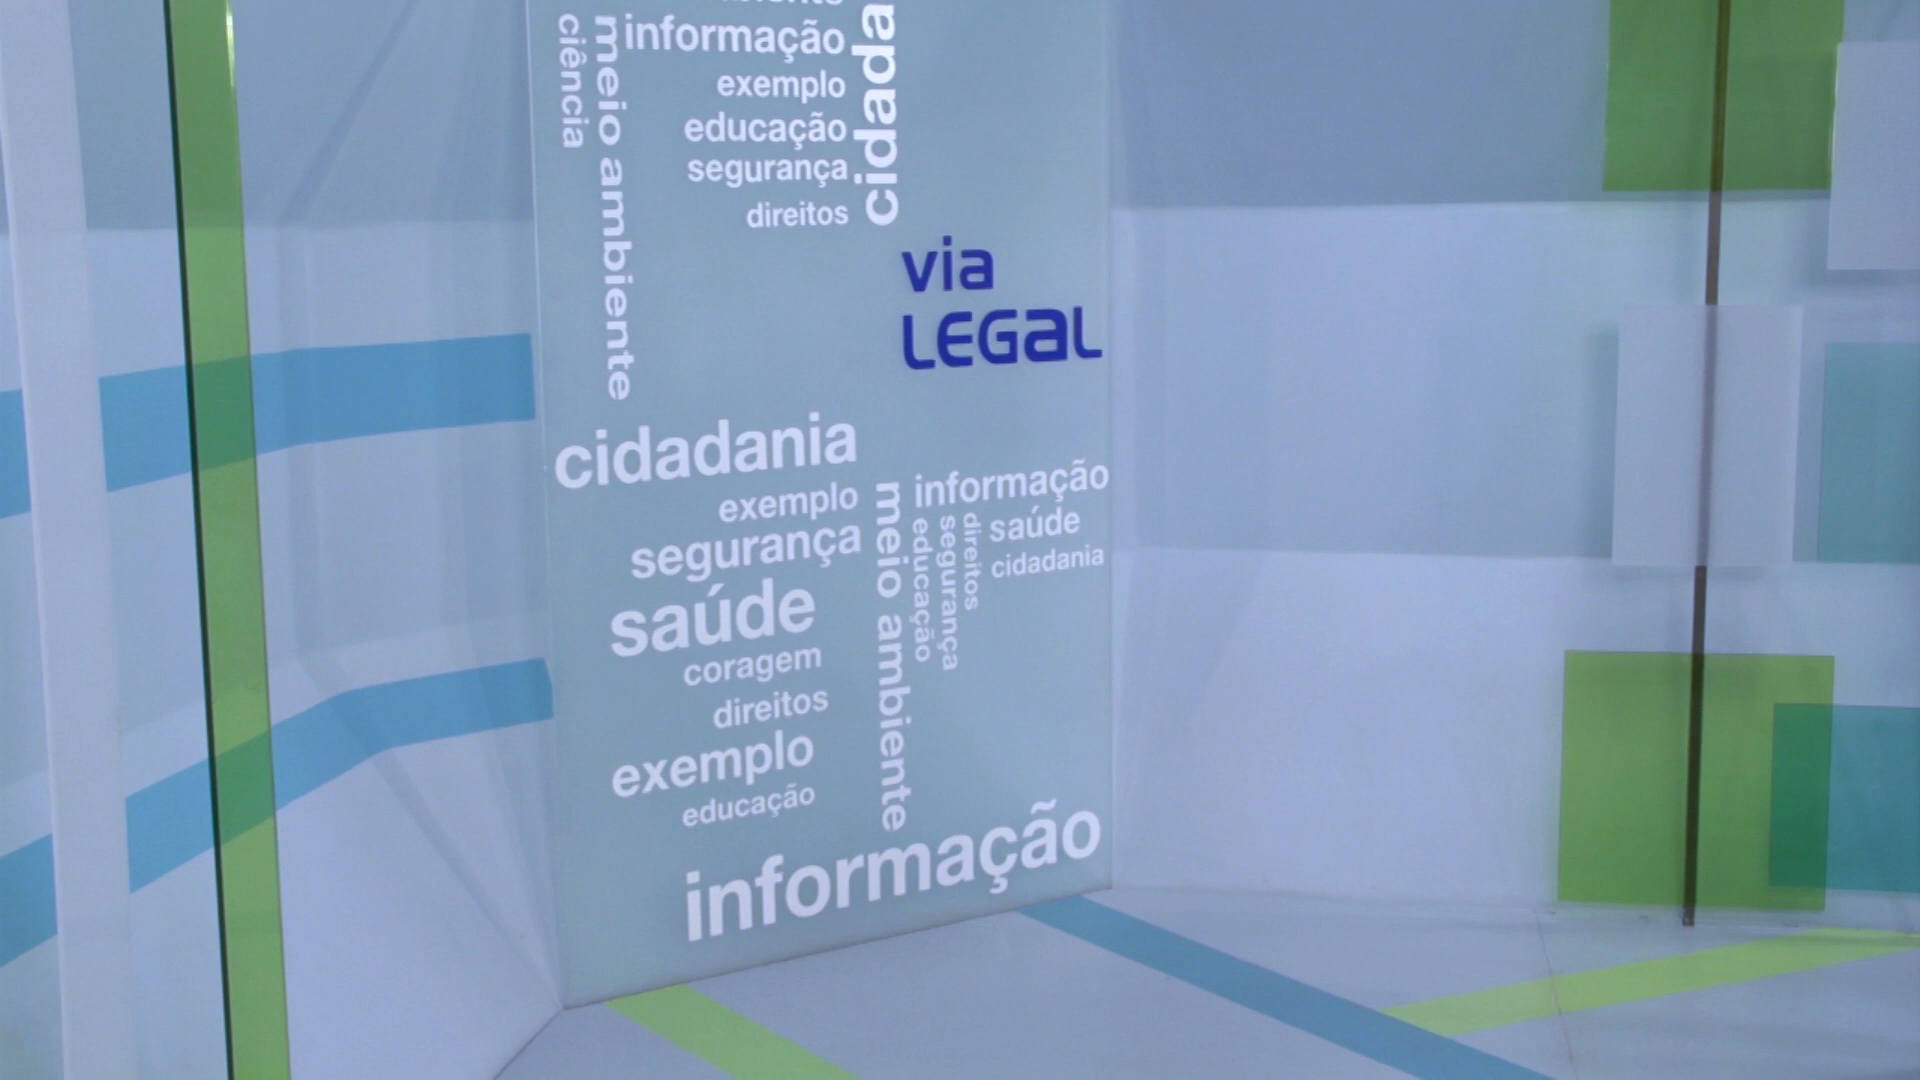 informação
ciência
meio ambiente
exemplo
educação
segurança
direitos
via
LEGaL
cidadania
exemplo
segurança
saúde
coragem
direitos
exemplo
educação
meio ambiente
informação
educação
segurança
direitos
saúde
cidadania
informação